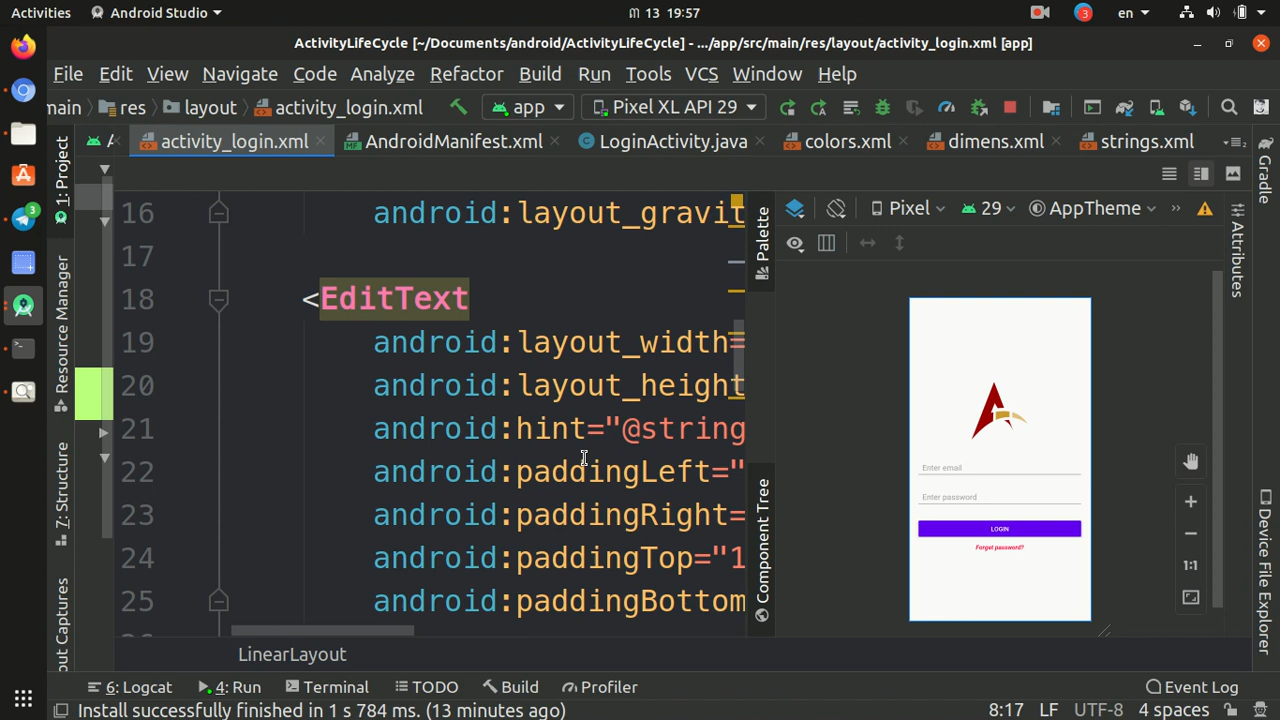 Activities Android Studio ต 13 19:57 3 en
ActivityLifeCycle [~/Documents/android/ActivityLifeCycle] - .../app/src/main/res/layout/activity_login.xml [app]
File Edit View Navigate Code Analyze Refactor Build Run Tools VCS Window Help
main res layout activity_login.xml app Pixel XL API 29
activity_login.xml AndroidManifest.xml LoginActivity.java colors.xml dimens.xml strings.xml
1: Project
Resource Manager
7: Structure
out Captures
16 android:layout_gravit
17
18 <EditText
19 android:layout_width=
20 android:layout_height
21 android:hint="@string
22 android:paddingLeft="
23 android:paddingRight=
24 android:paddingTop="1
25 android:paddingBottom
LinearLayout
Palette
Component Tree
Pixel 29 AppTheme
Enter email
Enter password
LOGIN
Forget password?
1:1
Gradle
Attributes
Device File Explorer
3
6: Logcat 4: Run Terminal TODO Build Profiler Event Log
Install successfully finished in 1 s 784 ms. (13 minutes ago) 8:17 LF UTF-8 4 spaces